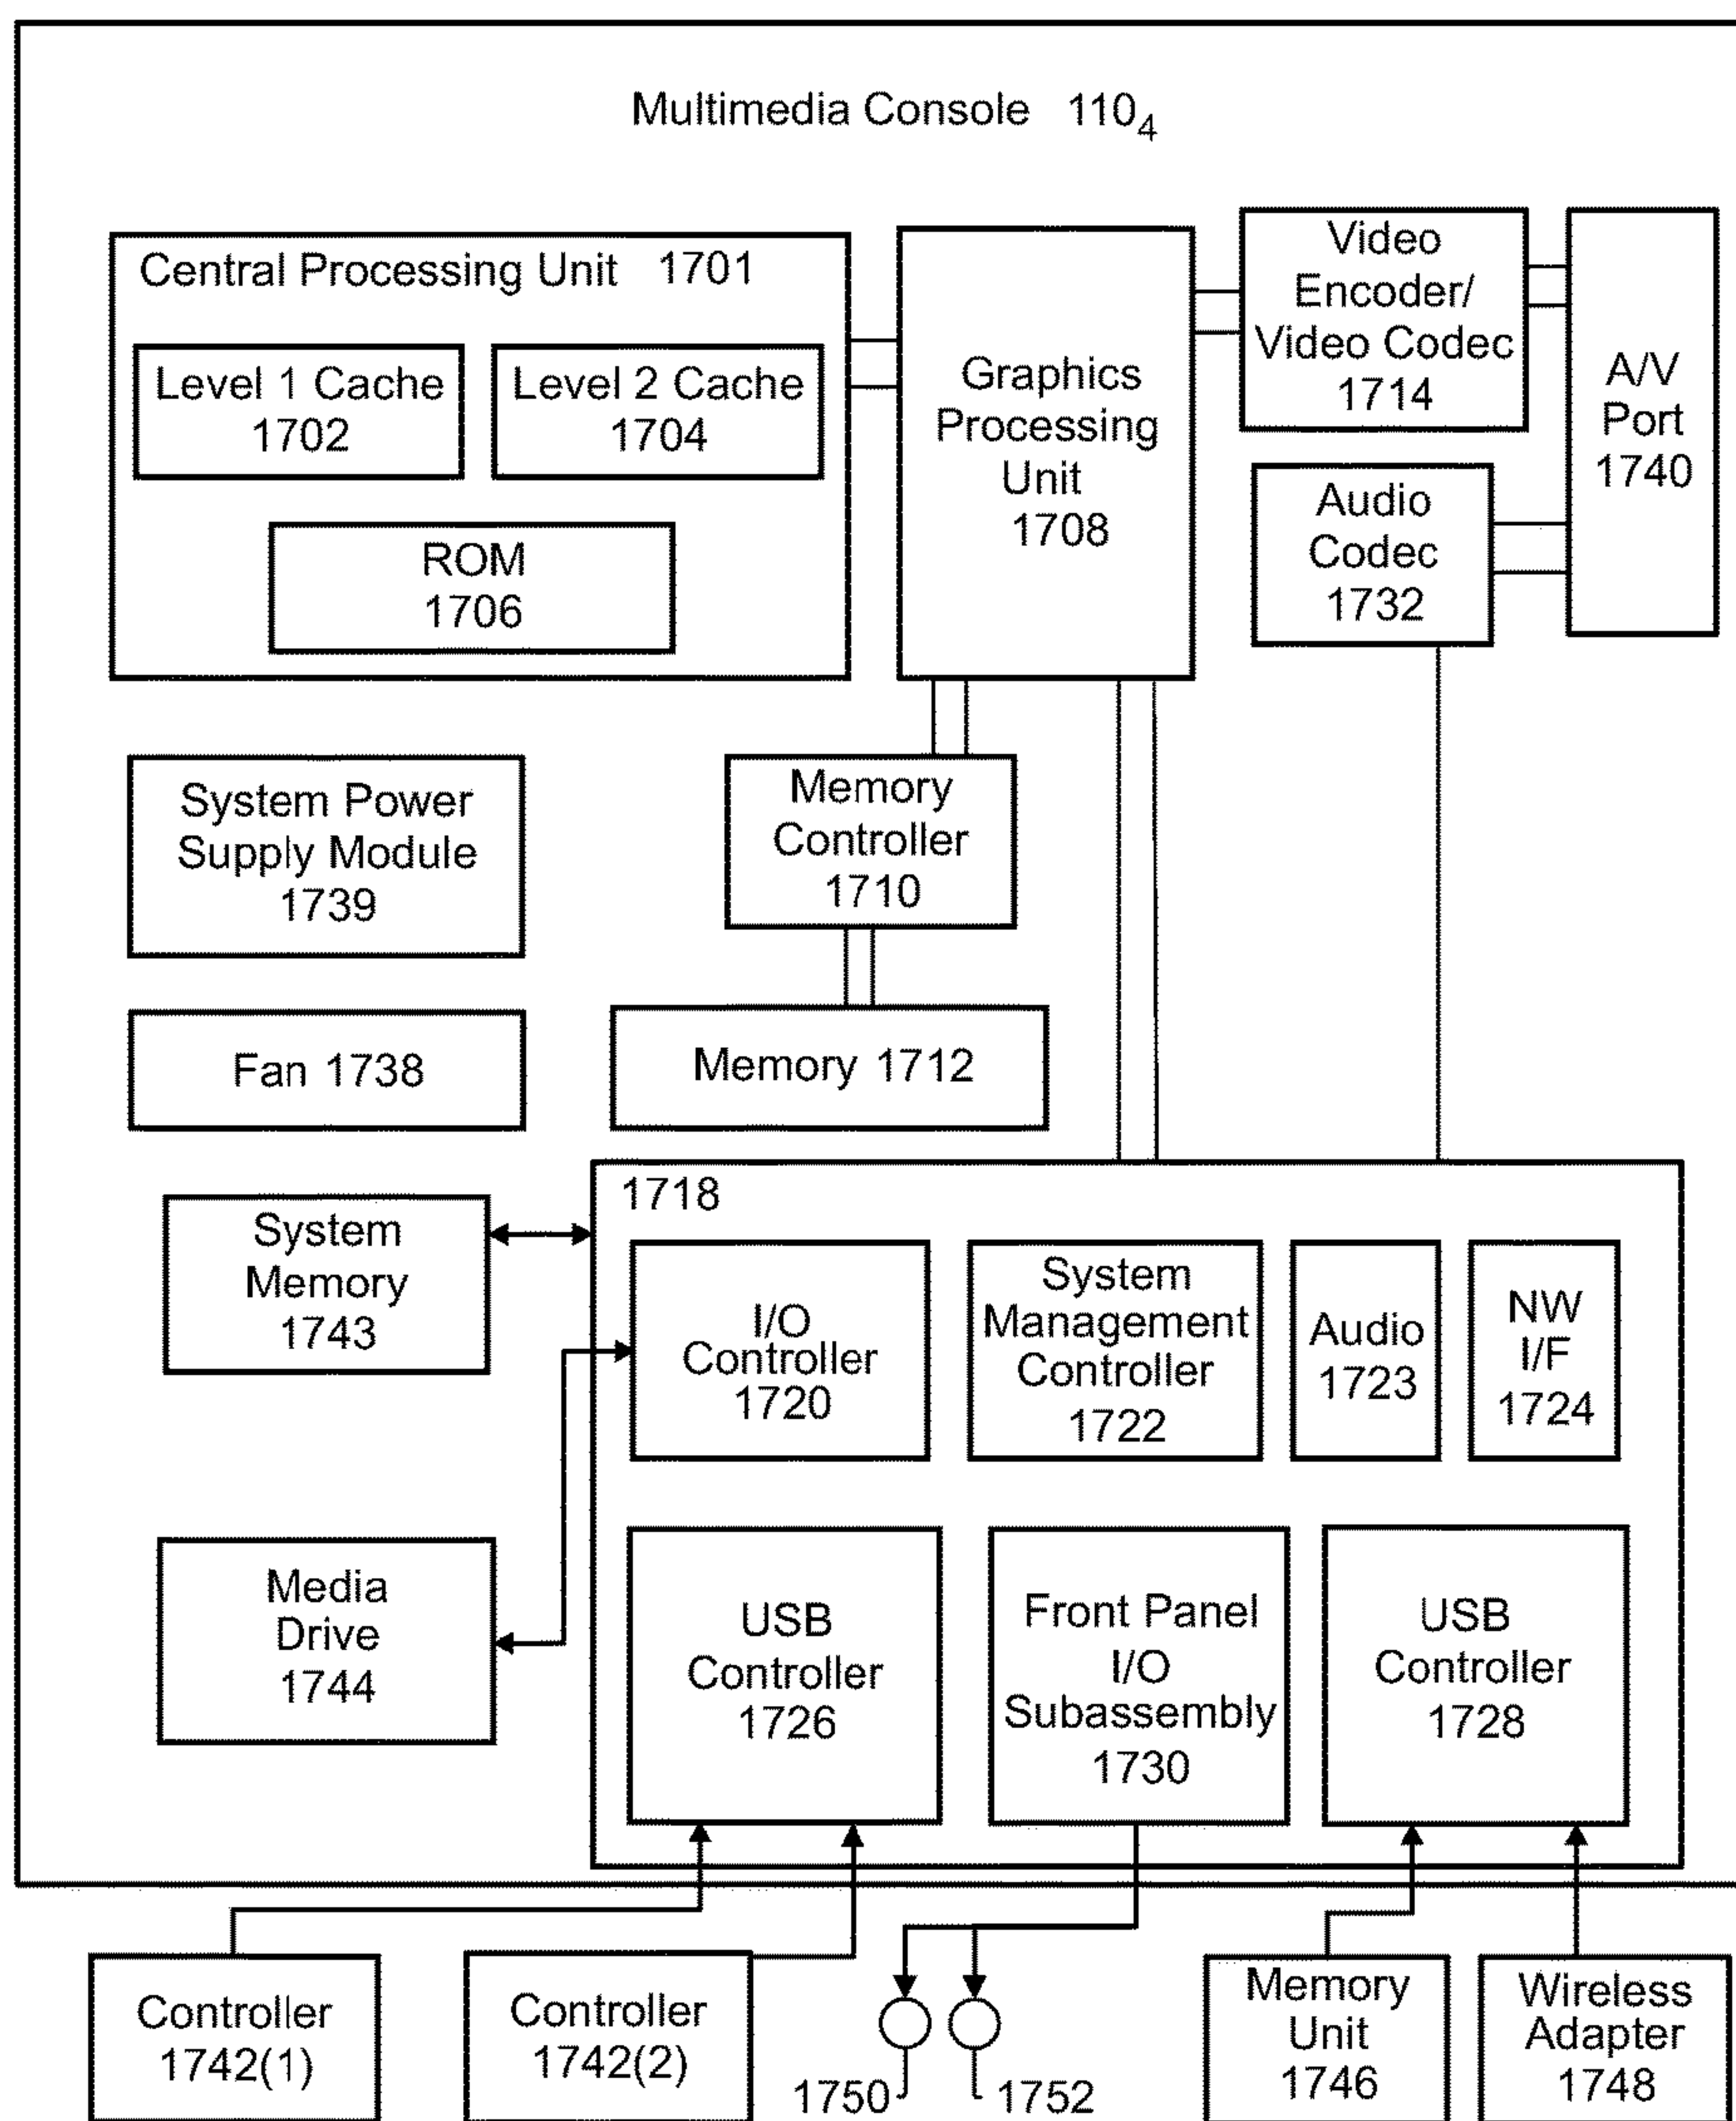 Multimedia Console 110₄
Central Processing Unit 1701
Level 1 Cache
1702
Level 2 Cache
1704
ROM
1706
Graphics
Processing
Unit
1708
Video
Encoder/
Video Codec
1714
A/V
Port
1740
Audio
Codec
1732
System Power
Supply Module
1739
Memory
Controller
1710
Fan 1738
Memory 1712
1718
System
Memory
1743
I/O
Controller
1720
System
Management
Controller
1722
Audio
1723
NW
I/F
1724
Media
Drive
1744
USB
Controller
1726
Front Panel
I/O
Subassembly
1730
USB
Controller
1728
Controller
1742(1)
Controller
1742(2)
1750
1752
Memory
Unit
1746
Wireless
Adapter
1748